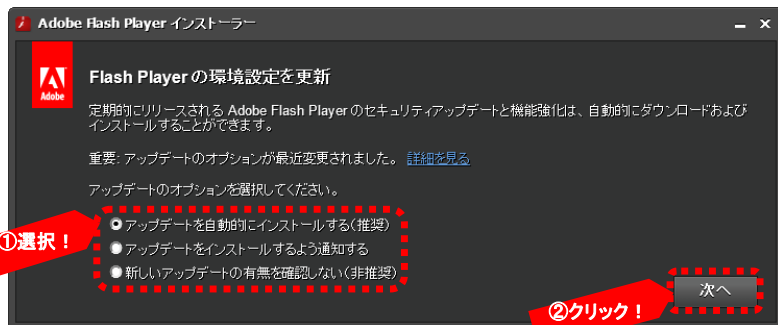 Adobe Flash Player インストーラー
Adobe
Flash Player の環境設定を更新
定期的にリリースされる Adobe Flash Player のセキュリティアップデートと機能強化は、自動的にダウンロードおよび
インストールすることができます。
重要: アップデートのオプションが最近変更されました。 詳細を見る
アップデートのオプションを選択してください。
①選択！
アップデートを自動的にインストールする(推奨)
アップデートをインストールするよう通知する
新しいアップデートの有無を確認しない(非推奨)
次へ
②クリック！